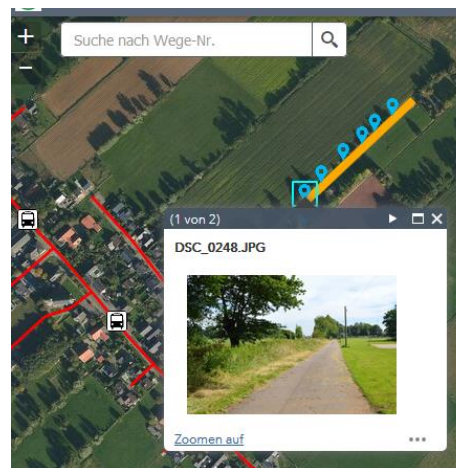 Suche nach Wege-Nr.
(1 von 2)
DSC_0248.JPG
Zoomen auf